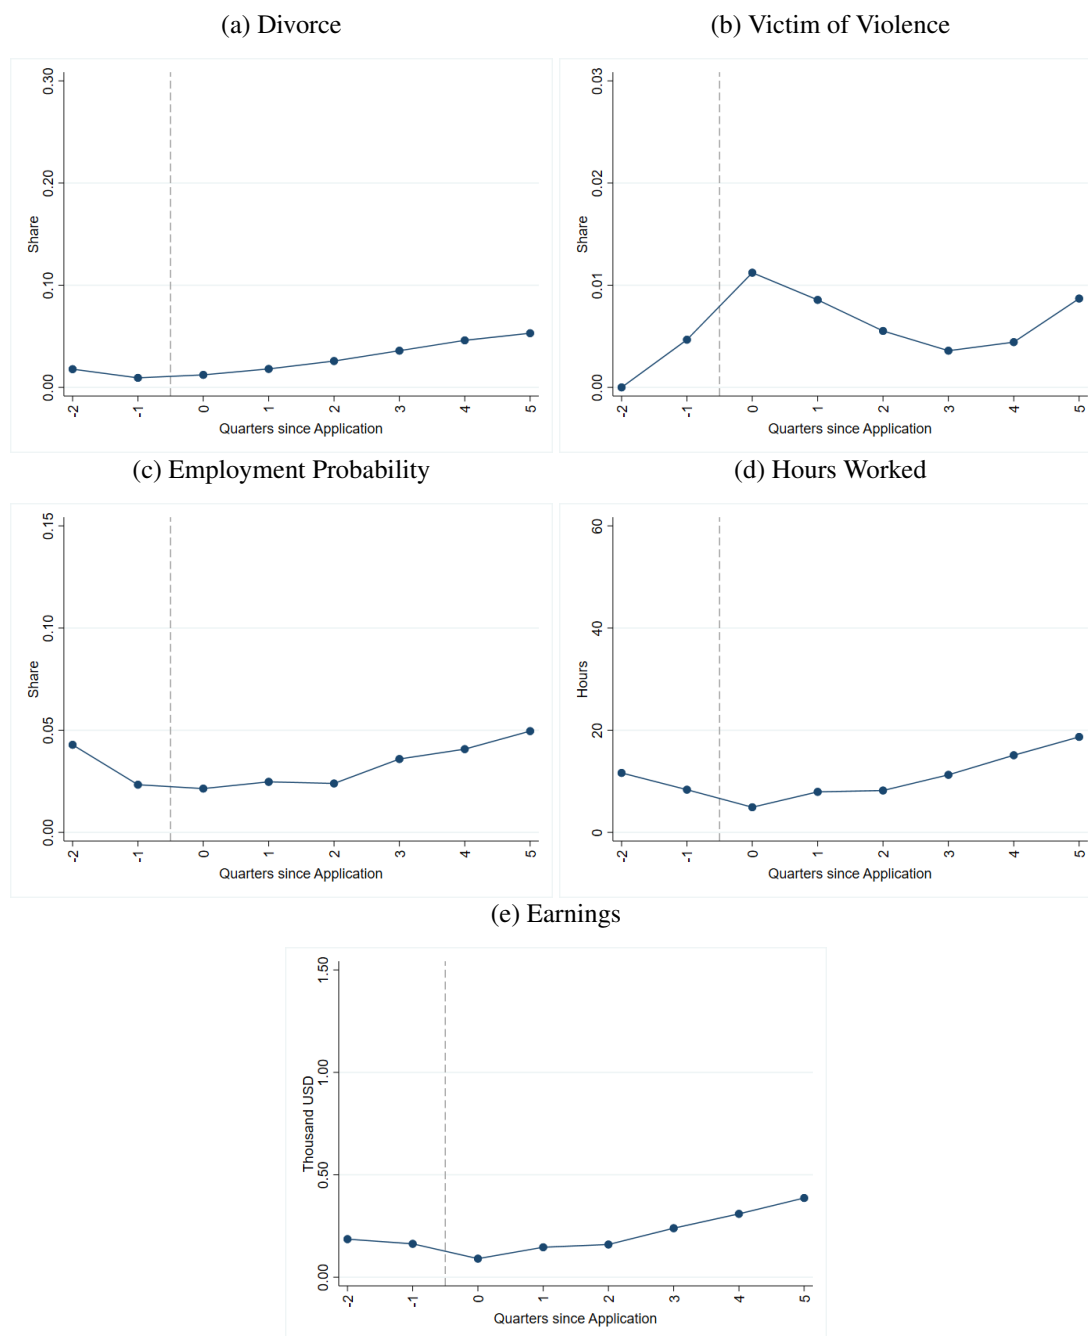 (a) Divorce
0.30
0.20
0.10
0.00
Share
-2 -1 0 1 2 3 4 5
Quarters since Application
(b) Victim of Violence
0.03
0.02
0.01
0.00
Share
-2 -1 0 1 2 3 4 5
Quarters since Application
(c) Employment Probability
0.15
0.10
0.05
0.00
Share
-2 -1 0 1 2 3 4 5
Quarters since Application
(d) Hours Worked
60
40
20
0
Hours
-2 -1 0 1 2 3 4 5
Quarters since Application
(e) Earnings
1.50
1.00
0.50
0.00
Thousand USD
-2 -1 0 1 2 3 4 5
Quarters since Application